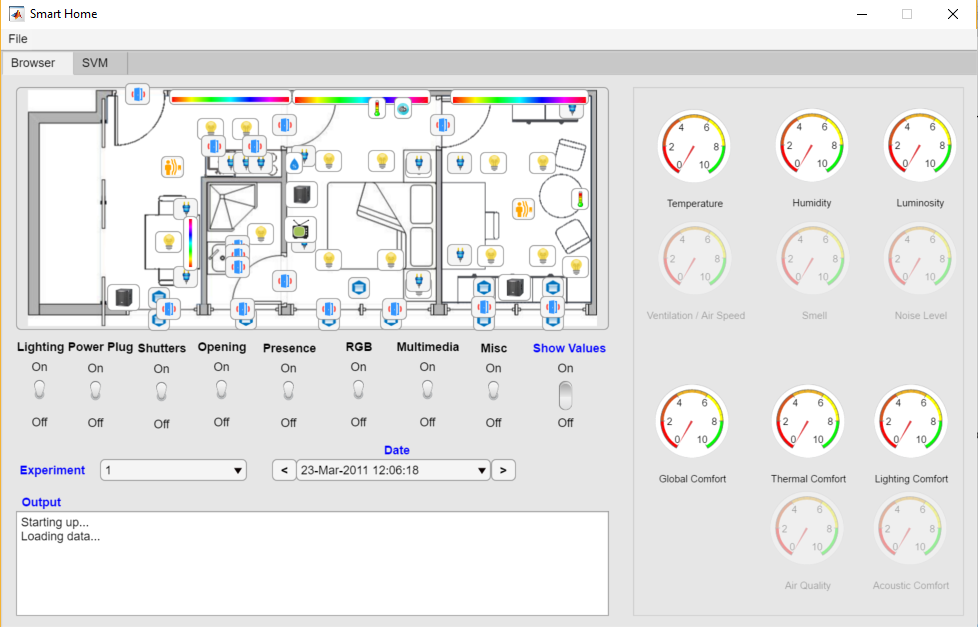 Smart Home
File
Browser SVM
4 6
2 8
0 10
Temperature
4 6
2 8
0 10
Humidity
4 6
2 8
0 10
Luminosity
4 6
2 8
0 10
Ventilation / Air Speed
4 6
2 8
0 10
Smell
4 6
2 8
0 10
Noise Level
Lighting Power Plug Shutters Opening Presence RGB Multimedia Misc Show Values
On On On On On On On On On
Off Off Off Off Off Off Off Off Off
4 6
2 8
0 10
Global Comfort
4 6
2 8
0 10
Thermal Comfort
4 6
2 8
0 10
Lighting Comfort
Date
Experiment 1 < 23-Mar-2011 12:06:18 >
Output
Starting up...
Loading data...
4 6
2 8
0 10
Air Quality
4 6
2 8
0 10
Acoustic Comfort